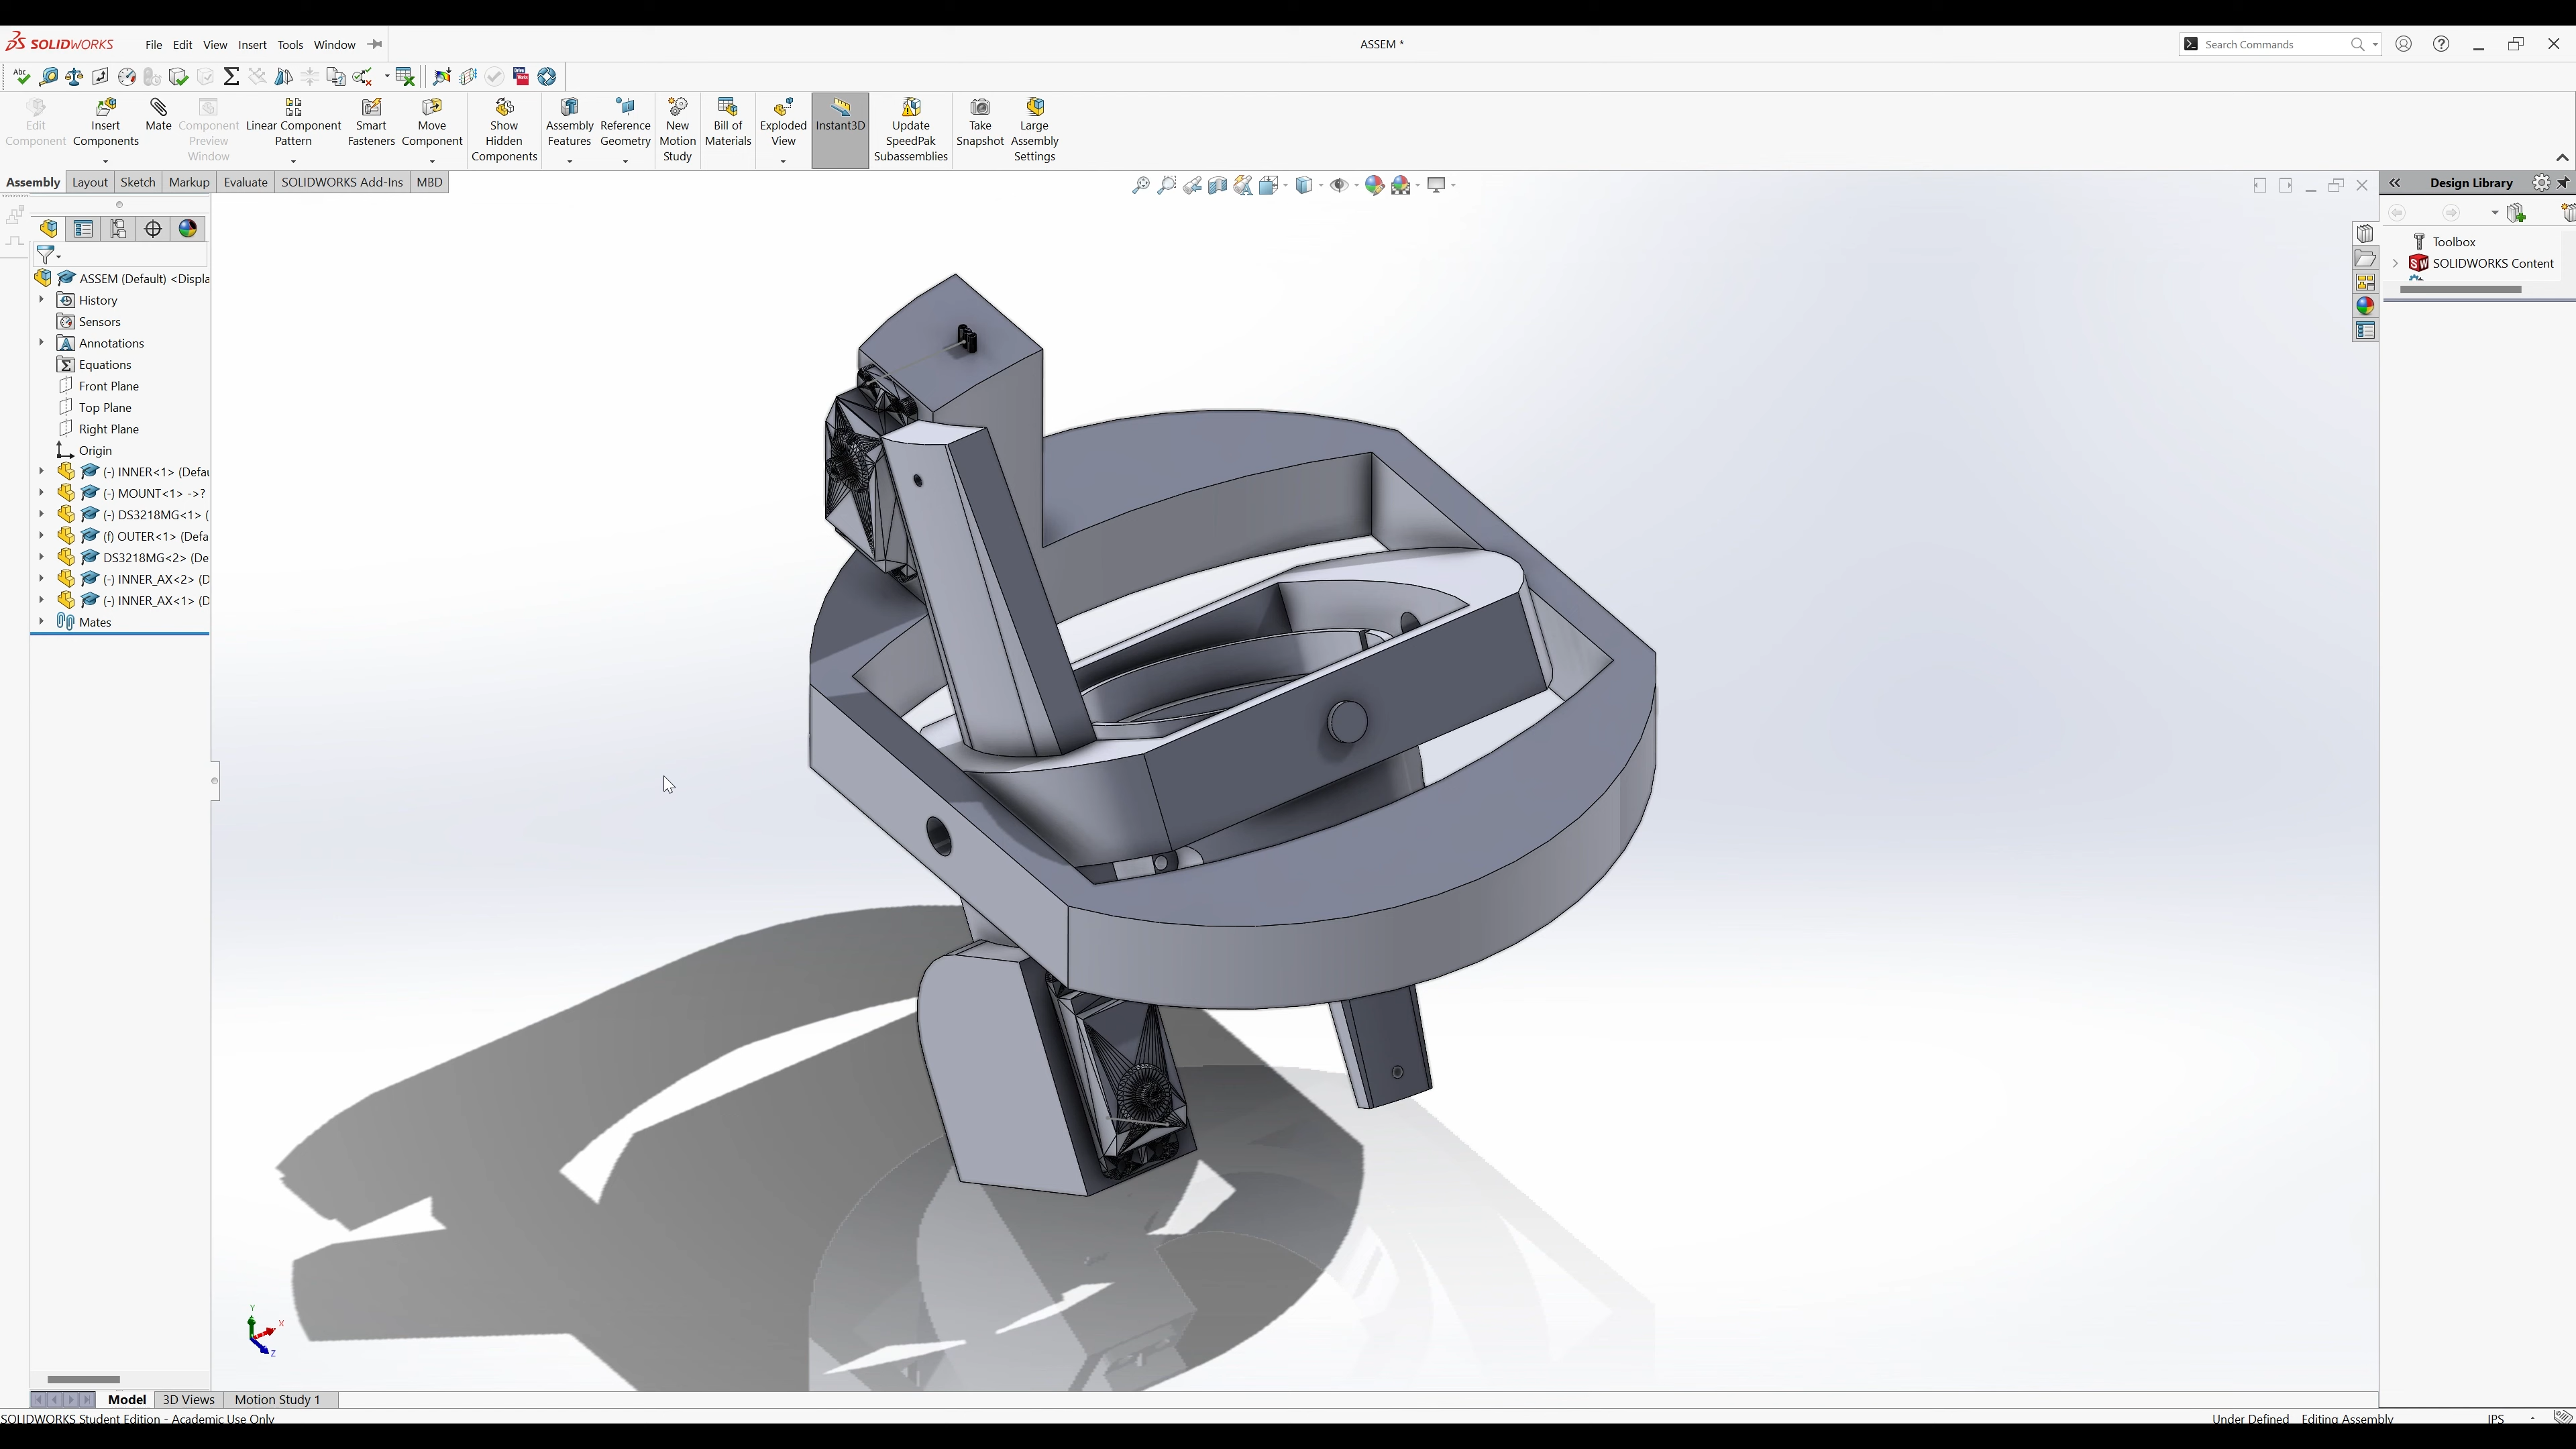 SOLIDWORKS File Edit View Insert Tools Window ASSEM * Search Commands
Edit Component
Insert Components
Mate
Component Preview Window
Linear Component Pattern
Smart Fasteners
Move Component
Show Hidden Components
Assembly Features
Reference Geometry
New Motion Study
Bill of Materials
Exploded View
Instant3D
Update SpeedPak Subassemblies
Take Snapshot
Large Assembly Settings
Assembly Layout Sketch Markup Evaluate SOLIDWORKS Add-Ins MBD
Design Library
Toolbox
SOLIDWORKS Content
ASSEM (Default) <Displa
History
Sensors
Annotations
Equations
Front Plane
Top Plane
Right Plane
Origin
(-) INNER<1> (Defau
(-) MOUNT<1> ->?
(-) DS3218MG<1> (
(f) OUTER<1> (Defa
DS3218MG<2> (De
(-) INNER_AX<2> (D
(-) INNER_AX<1> (D
Mates
Y
X
Z
Model 3D Views Motion Study 1
SOLIDWORKS Student Edition - Academic Use Only Under Defined Editing Assembly IPS